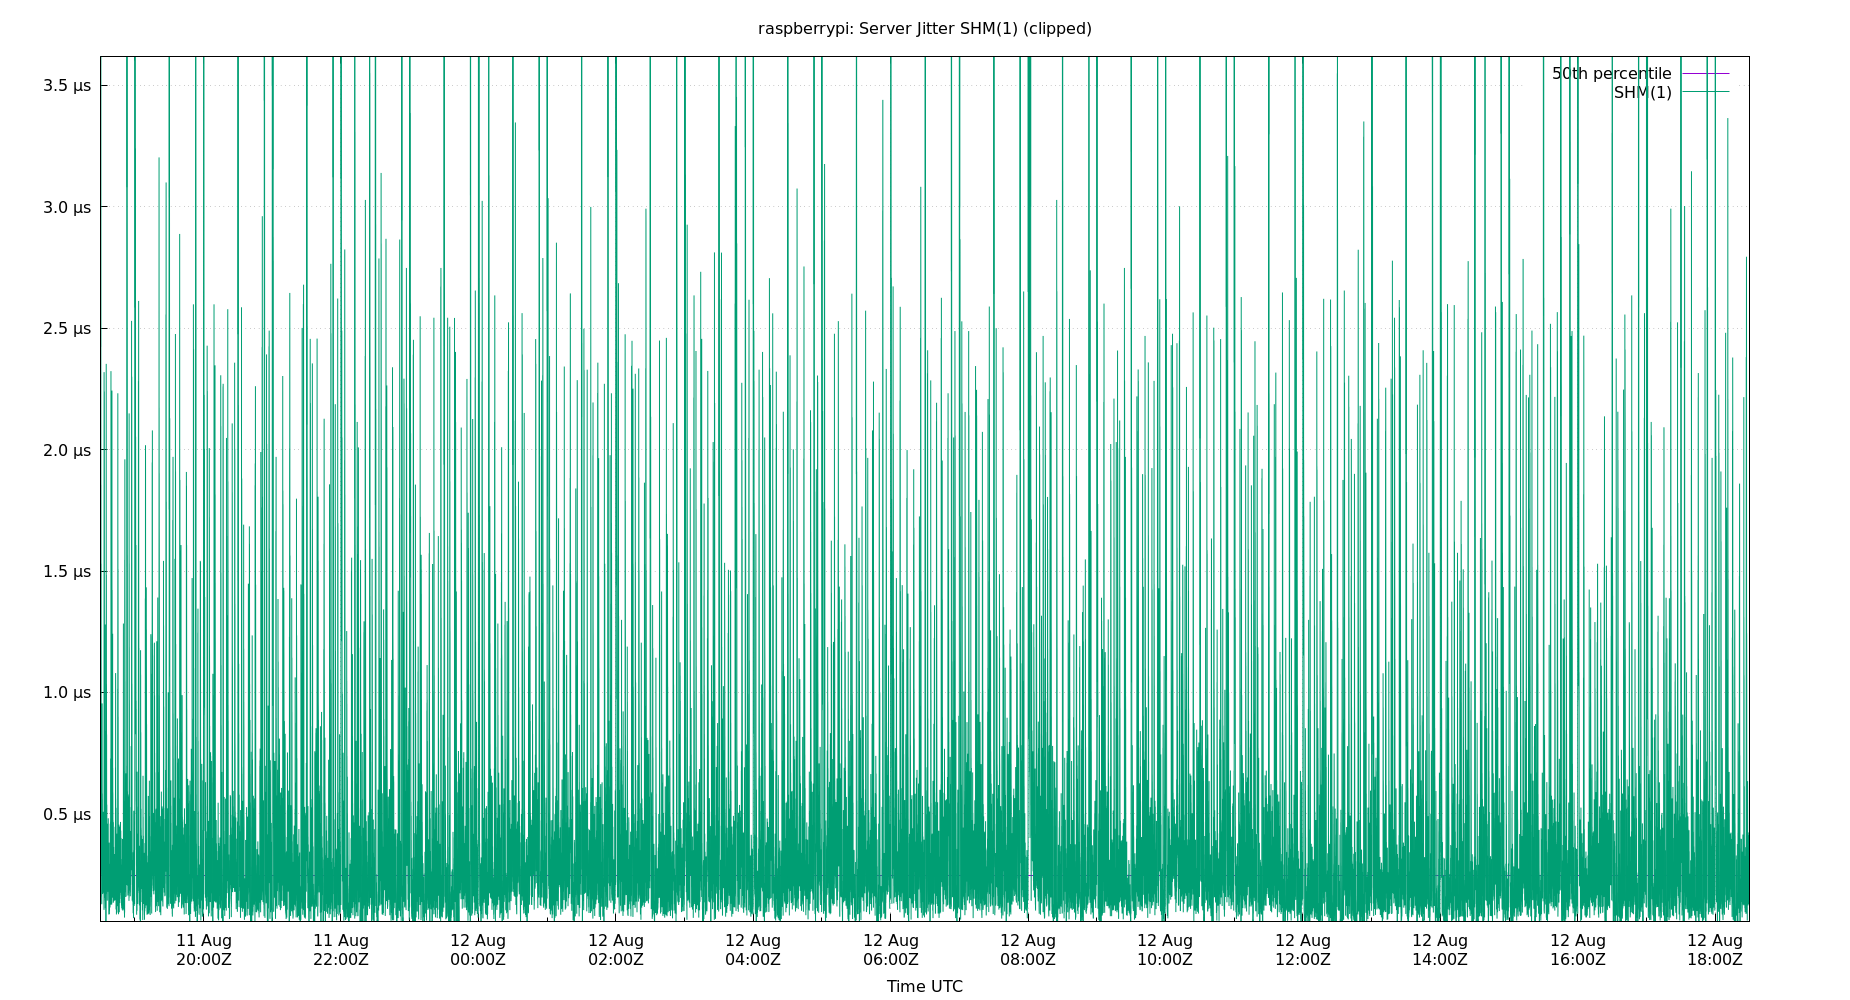 raspberrypi: Server Jitter SHM(1) (clipped)
50th percentile
SHM(1)
3.5 µs
3.0 µs
2.5 µs
2.0 µs
1.5 µs
1.0 µs
0.5 µs
11 Aug 11 Aug 12 Aug 12 Aug 12 Aug 12 Aug 12 Aug 12 Aug 12 Aug 12 Aug 12 Aug 12 Aug
20:00Z 22:00Z 00:00Z 02:00Z 04:00Z 06:00Z 08:00Z 10:00Z 12:00Z 14:00Z 16:00Z 18:00Z
Time UTC